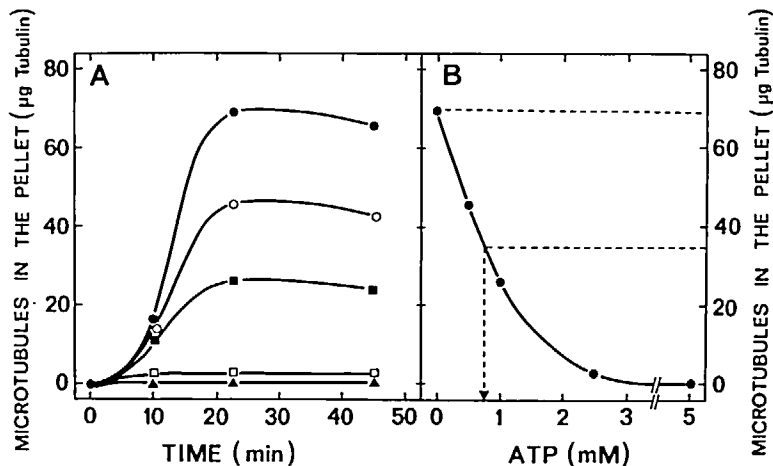 MICROTUBULES IN THE PELLET (µg Tubulin)
A
80
60
40
20
0
0 10 20 30 40 50
TIME (min)
B
80
60
40
20
0
0 1 2 3 5
ATP (mM)
MICROTUBULES IN THE PELLET (µg Tubulin)